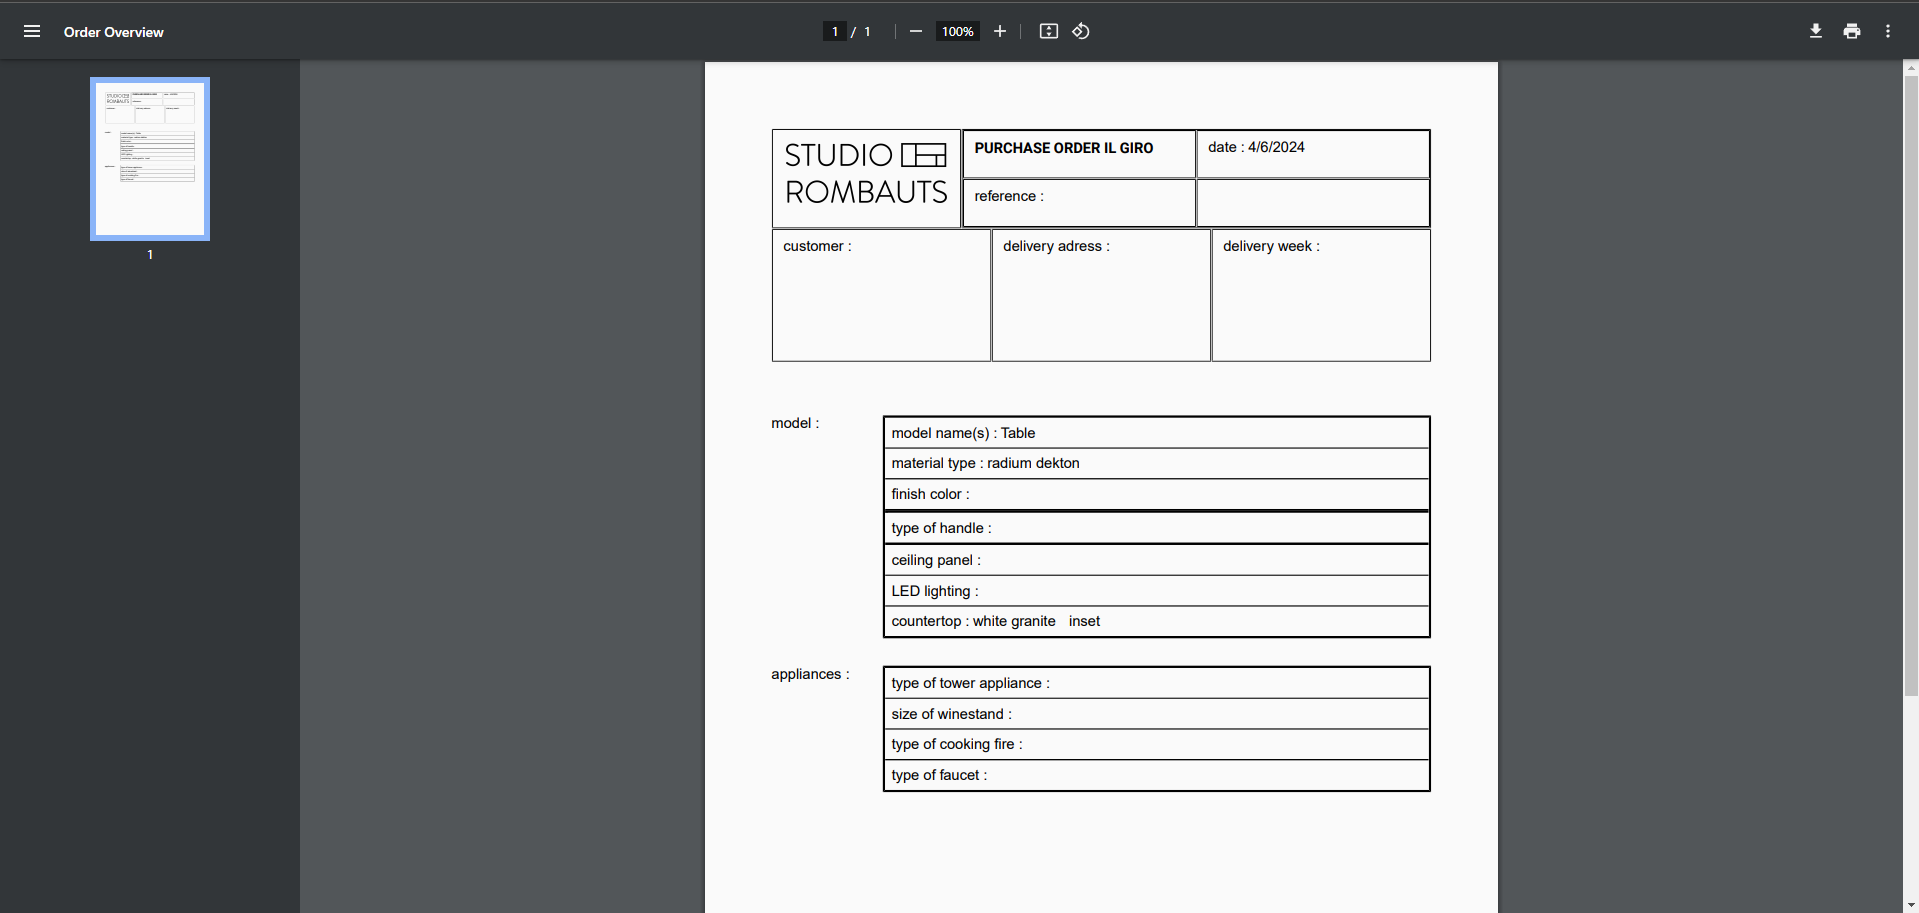 Order Overview
1 / 1
100%
1
STUDIO
ROMBAUTS
PURCHASE ORDER IL GIRO
date : 4/6/2024
reference :
customer :
delivery adress :
delivery week :
model :
model name(s) : Table
material type : radium dekton
finish color :
type of handle :
ceiling panel :
LED lighting :
countertop : white granite inset
appliances :
type of tower appliance :
size of winestand :
type of cooking fire :
type of faucet :